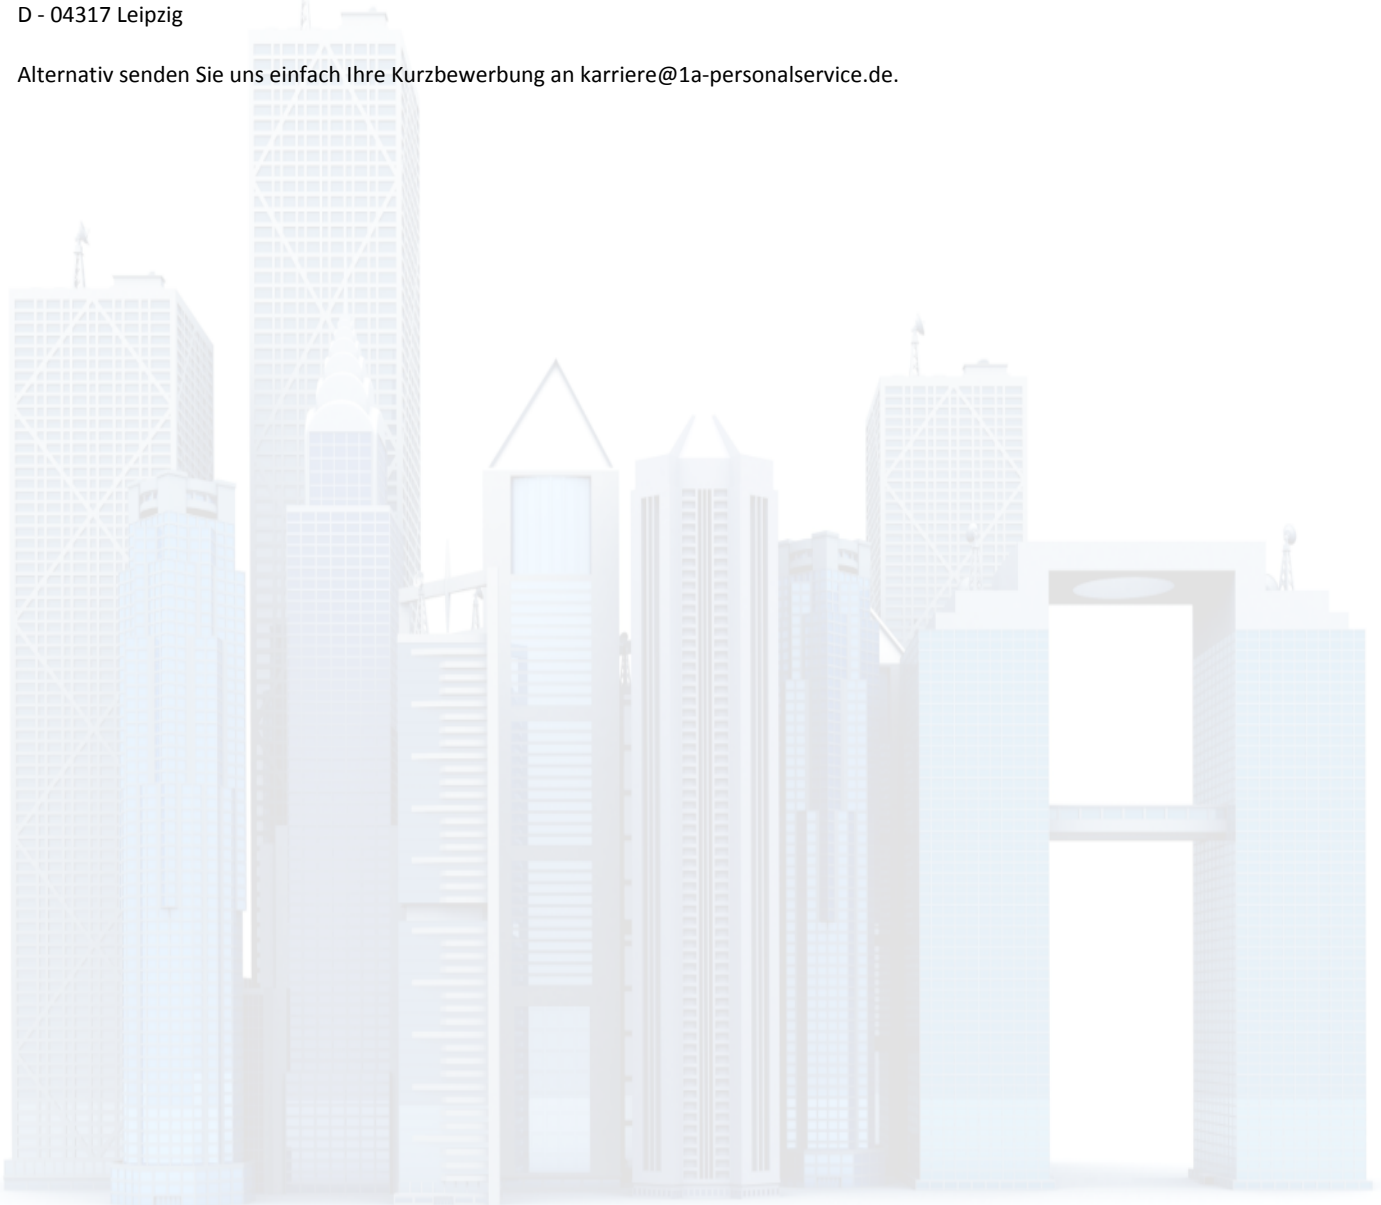 D - 04317 Leipzig
Alternativ senden Sie uns einfach Ihre Kurzbewerbung an karriere@1a-personalservice.de.